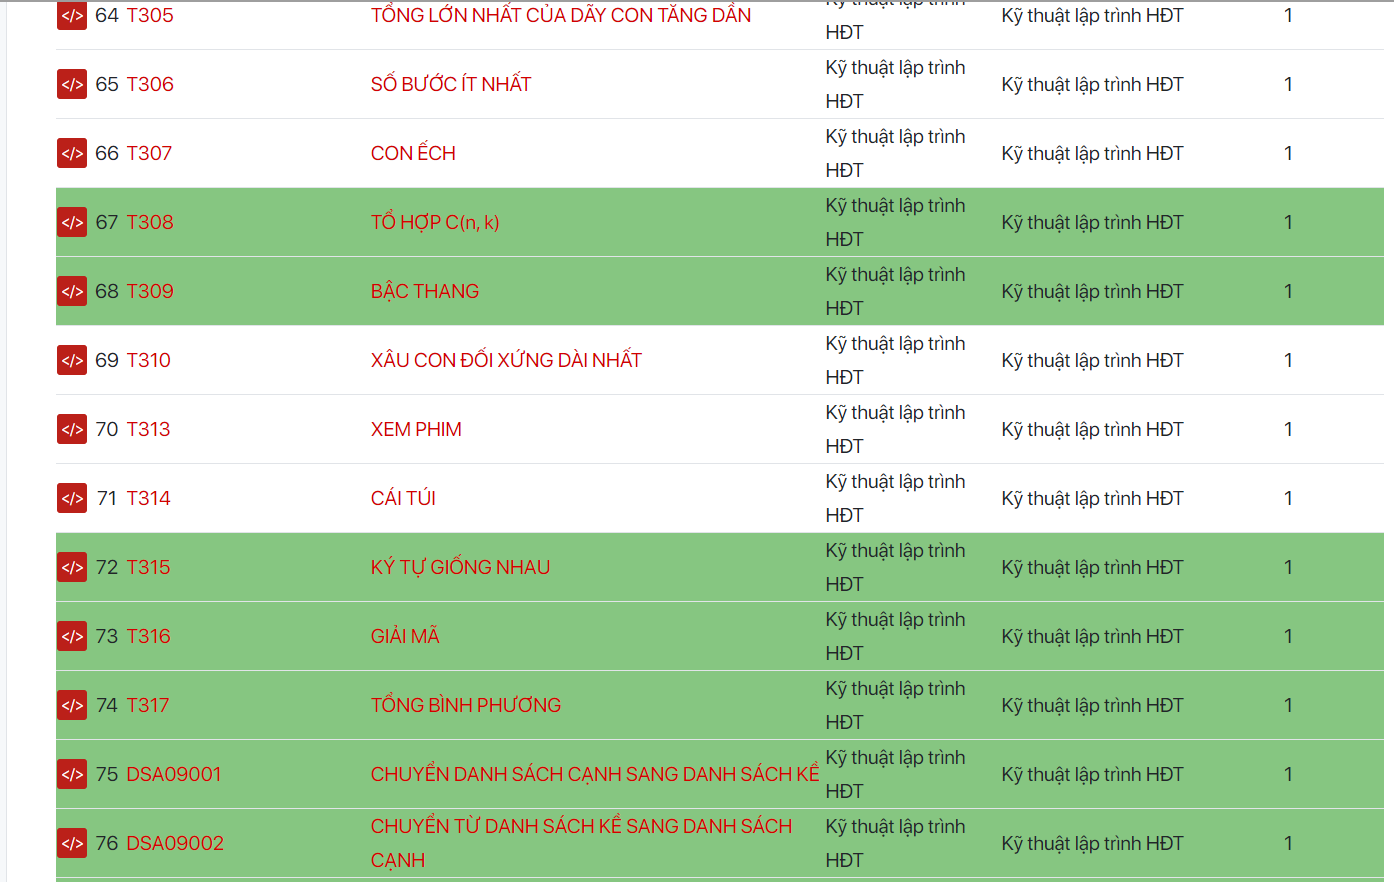 Kỹ thuật lập trình
</> 64 T305 TỔNG LỚN NHẤT CỦA DÃY CON TĂNG DẦN Kỹ thuật lập trình HĐT 1
HĐT
Kỹ thuật lập trình
</> 65 T306 SỐ BƯỚC ÍT NHẤT Kỹ thuật lập trình HĐT 1
HĐT
Kỹ thuật lập trình
</> 66 T307 CON ẾCH Kỹ thuật lập trình HĐT 1
HĐT
Kỹ thuật lập trình
</> 67 T308 TỔ HỢP C(n, k) Kỹ thuật lập trình HĐT 1
HĐT
Kỹ thuật lập trình
</> 68 T309 BẬC THANG Kỹ thuật lập trình HĐT 1
HĐT
Kỹ thuật lập trình
</> 69 T310 XÂU CON ĐỐI XỨNG DÀI NHẤT Kỹ thuật lập trình HĐT 1
HĐT
Kỹ thuật lập trình
</> 70 T313 XEM PHIM Kỹ thuật lập trình HĐT 1
HĐT
Kỹ thuật lập trình
</> 71 T314 CÁI TÚI Kỹ thuật lập trình HĐT 1
HĐT
Kỹ thuật lập trình
</> 72 T315 KÝ TỰ GIỐNG NHAU Kỹ thuật lập trình HĐT 1
HĐT
Kỹ thuật lập trình
</> 73 T316 GIẢI MÃ Kỹ thuật lập trình HĐT 1
HĐT
Kỹ thuật lập trình
</> 74 T317 TỔNG BÌNH PHƯƠNG Kỹ thuật lập trình HĐT 1
HĐT
Kỹ thuật lập trình
</> 75 DSA09001 CHUYỂN DANH SÁCH CẠNH SANG DANH SÁCH KỀ Kỹ thuật lập trình HĐT 1
HĐT
CHUYỂN TỪ DANH SÁCH KỀ SANG DANH SÁCH Kỹ thuật lập trình
</> 76 DSA09002 Kỹ thuật lập trình HĐT 1
CẠNH HĐT